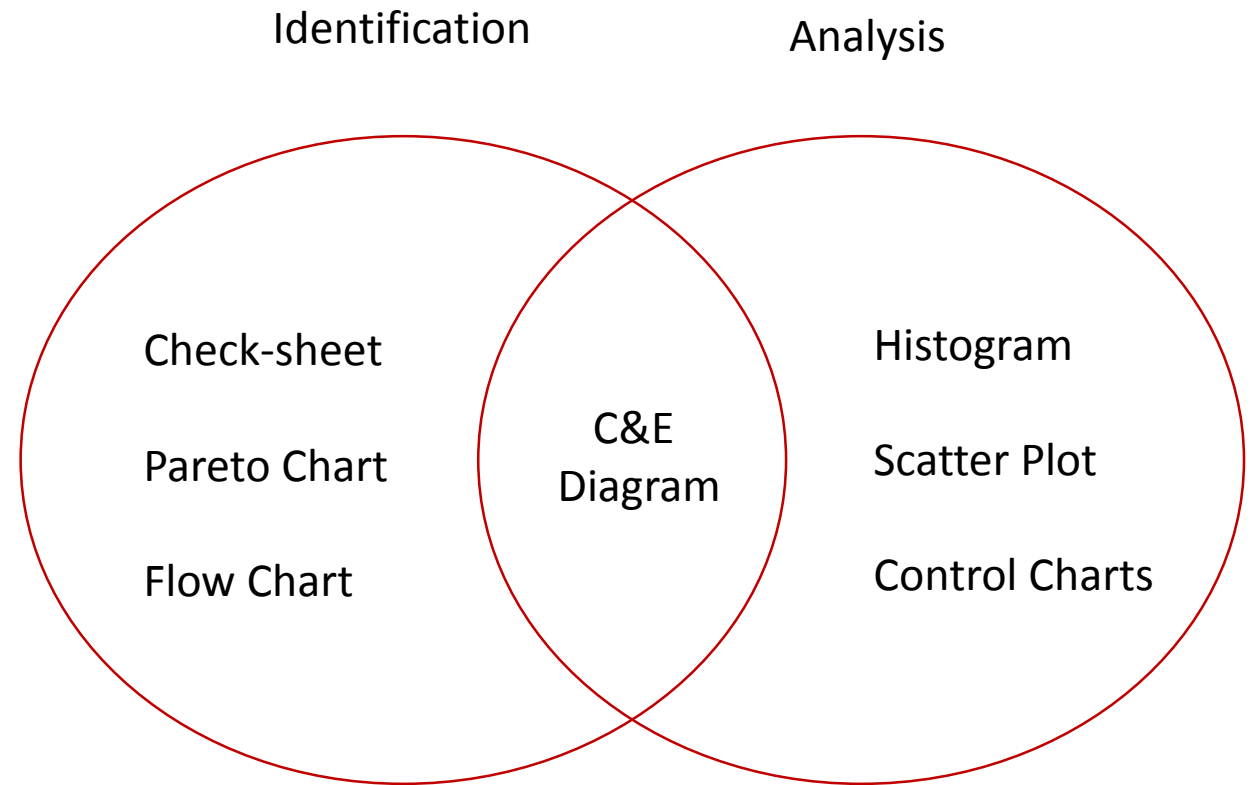 Identification
Analysis
Check-sheet
Pareto Chart
Flow Chart
C&E
Diagram
Histogram
Scatter Plot
Control Charts